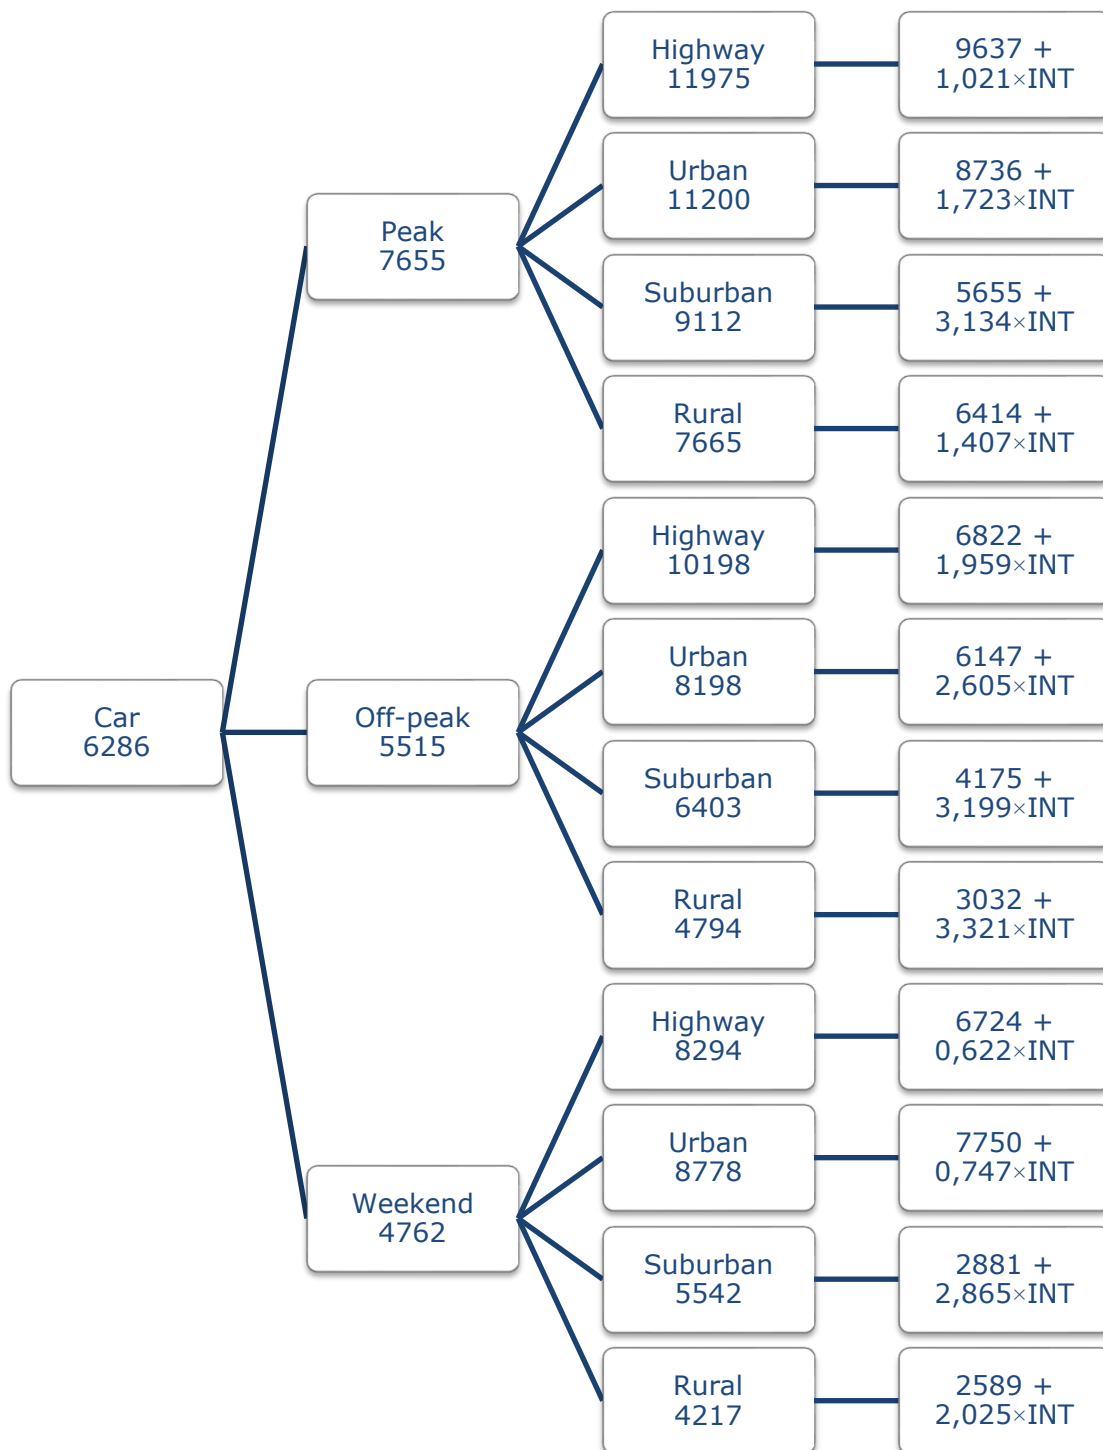 Highway
11975
9637 +
1,021×INT
Urban
11200
8736 +
1,723×INT
Peak
7655
Suburban
9112
5655 +
3,134×INT
Rural
7665
6414 +
1,407×INT
Highway
10198
6822 +
1,959×INT
Urban
8198
6147 +
2,605×INT
Car
6286
Off-peak
5515
Suburban
6403
4175 +
3,199×INT
Rural
4794
3032 +
3,321×INT
Highway
8294
6724 +
0,622×INT
Urban
8778
7750 +
0,747×INT
Weekend
4762
Suburban
5542
2881 +
2,865×INT
Rural
4217
2589 +
2,025×INT